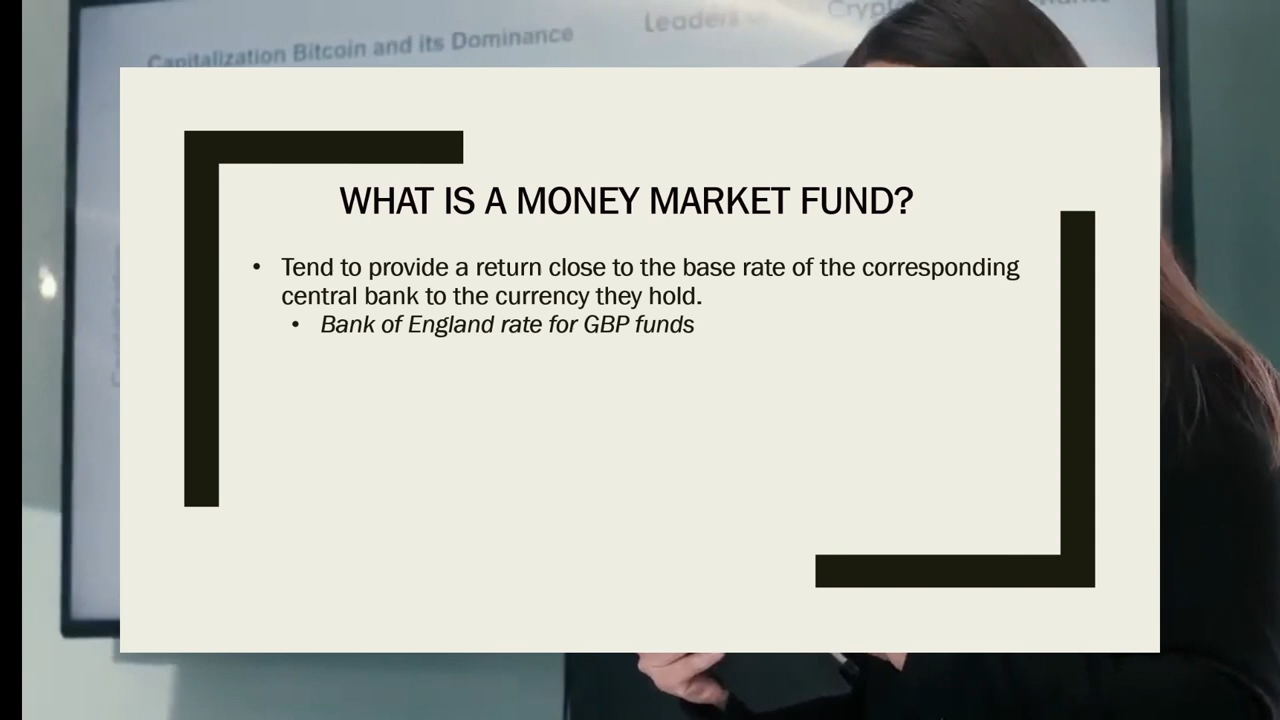 Capitalization Bitcoin and its Dominance
Leaders
WHAT IS A MONEY MARKET FUND?
• Tend to provide a return close to the base rate of the corresponding
central bank to the currency they hold.
• Bank of England rate for GBP funds